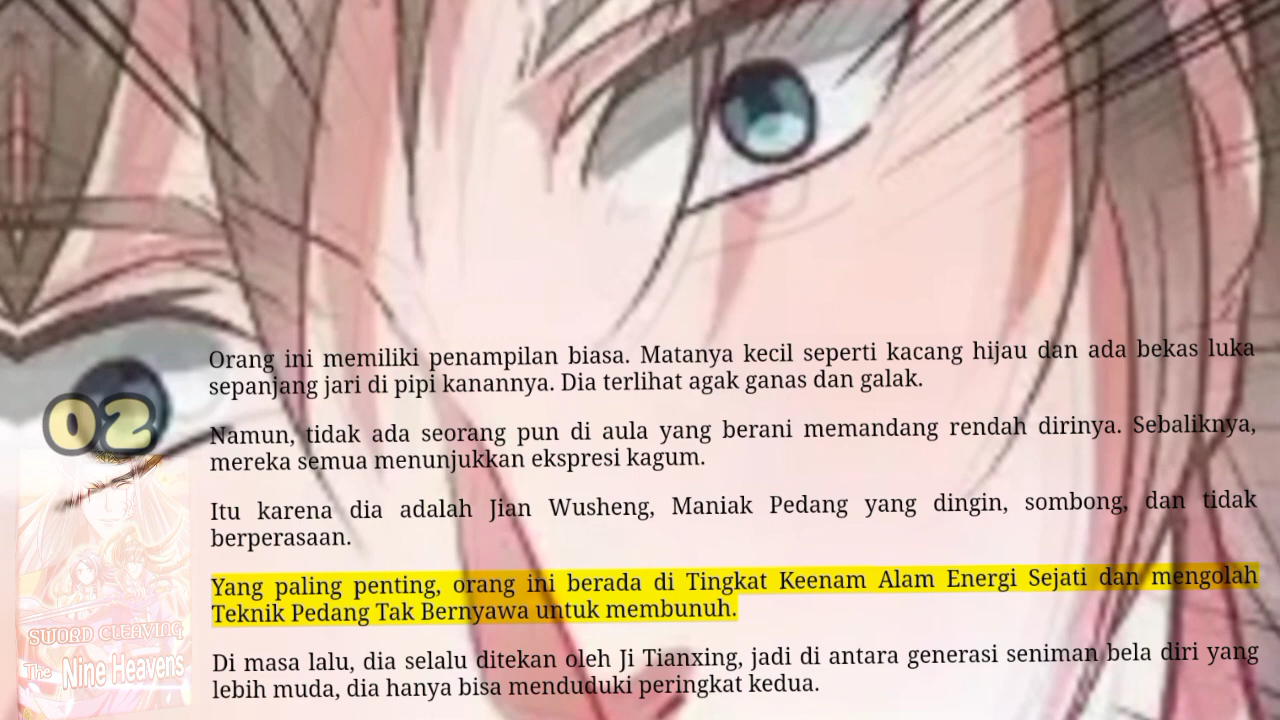 Orang ini memiliki penampilan biasa. Matanya kecil seperti kacang hijau dan ada bekas luka
sepanjang jari di pipi kanannya. Dia terlihat agak ganas dan galak.
Namun, tidak ada seorang pun di aula yang berani memandang rendah dirinya. Sebaliknya,
mereka semua menunjukkan ekspresi kagum.
Itu karena dia adalah Jian Wusheng, Maniak Pedang yang dingin, sombong, dan tidak
berperasaan.
Yang paling penting, orang ini berada di Tingkat Keenam Alam Energi Sejati dan mengolah
Teknik Pedang Tak Bernyawa untuk membunuh.
Di masa lalu, dia selalu ditekan oleh Ji Tianxing, jadi di antara generasi seniman bela diri yang
lebih muda, dia hanya bisa menduduki peringkat kedua.
02
SWORD CLEAVING
The Nine Heavens